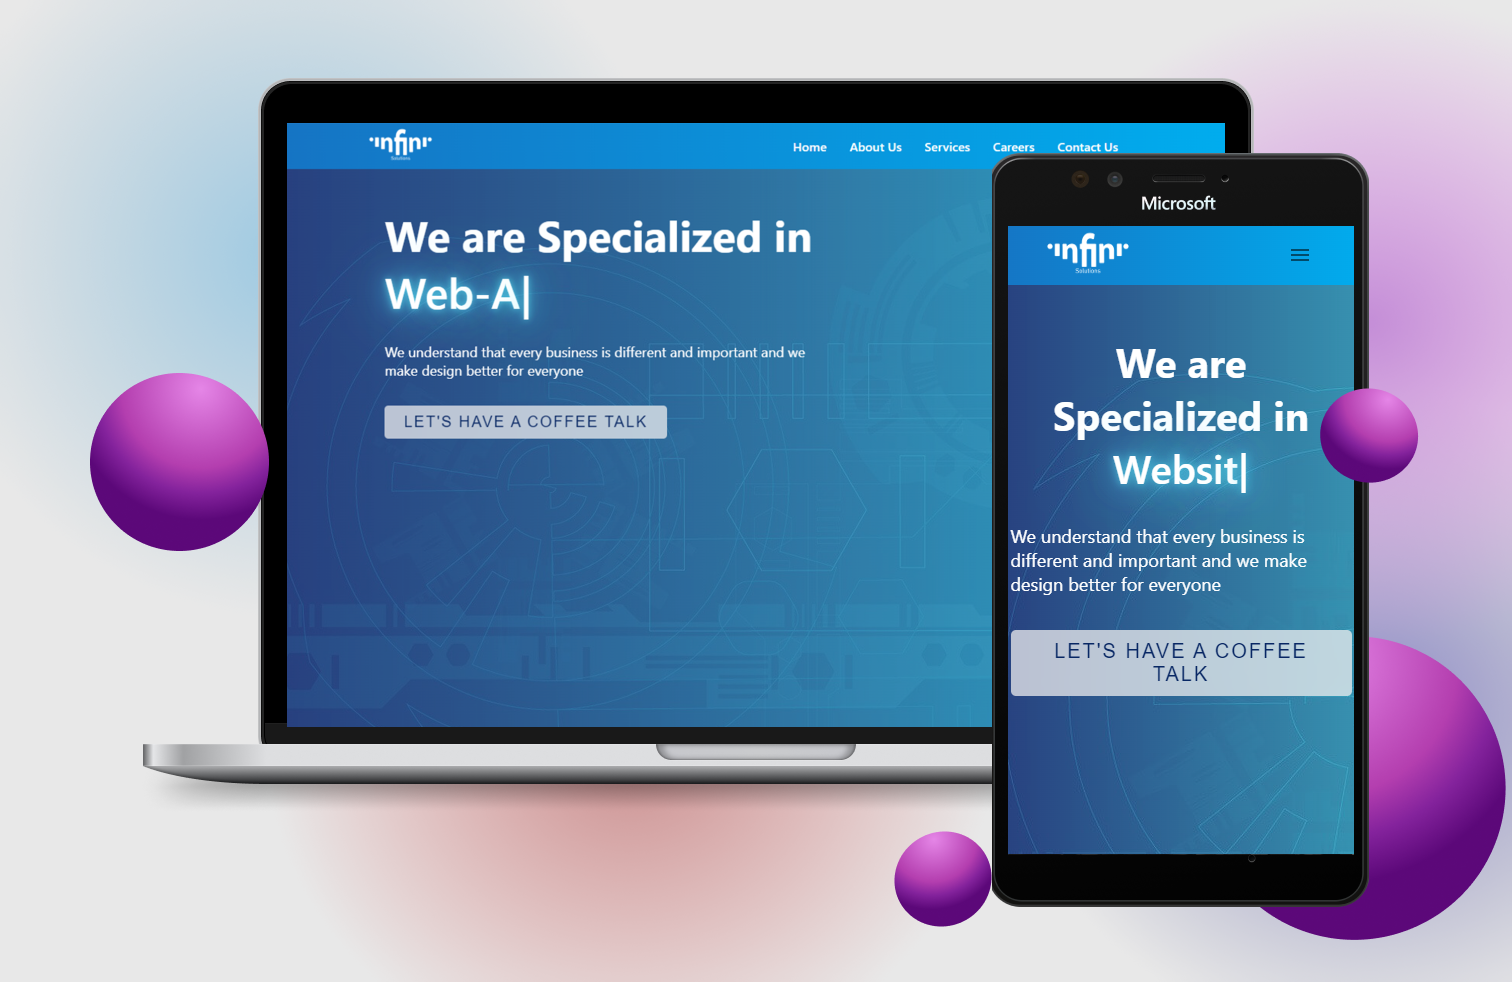 infini
Solutions
Home About Us Services Careers Contact Us
We are Specialized in
Web-A|
We understand that every business is different and important and we
make design better for everyone
LET'S HAVE A COFFEE TALK
Microsoft
infini
Solutions
We are
Specialized in
Websit|
We understand that every business is
different and important and we make
design better for everyone
LET'S HAVE A COFFEE
TALK